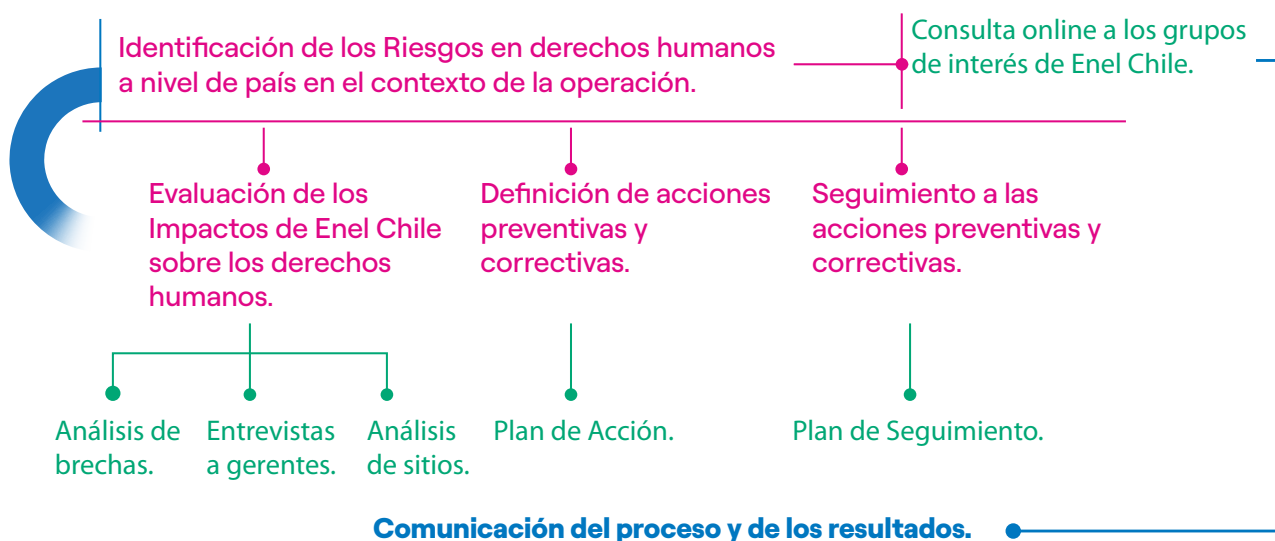 Identificación de los Riesgos en derechos humanos
a nivel de país en el contexto de la operación.
Consulta online a los grupos
de interés de Enel Chile.
Evaluación de los
Impactos de Enel Chile
sobre los derechos
humanos.
Definición de acciones
preventivas y
correctivas.
Seguimiento a las
acciones preventivas y
correctivas.
Análisis de
brechas.
Entrevistas
a gerentes.
Análisis
de sitios.
Plan de Acción.
Plan de Seguimiento.
Comunicación del proceso y de los resultados.